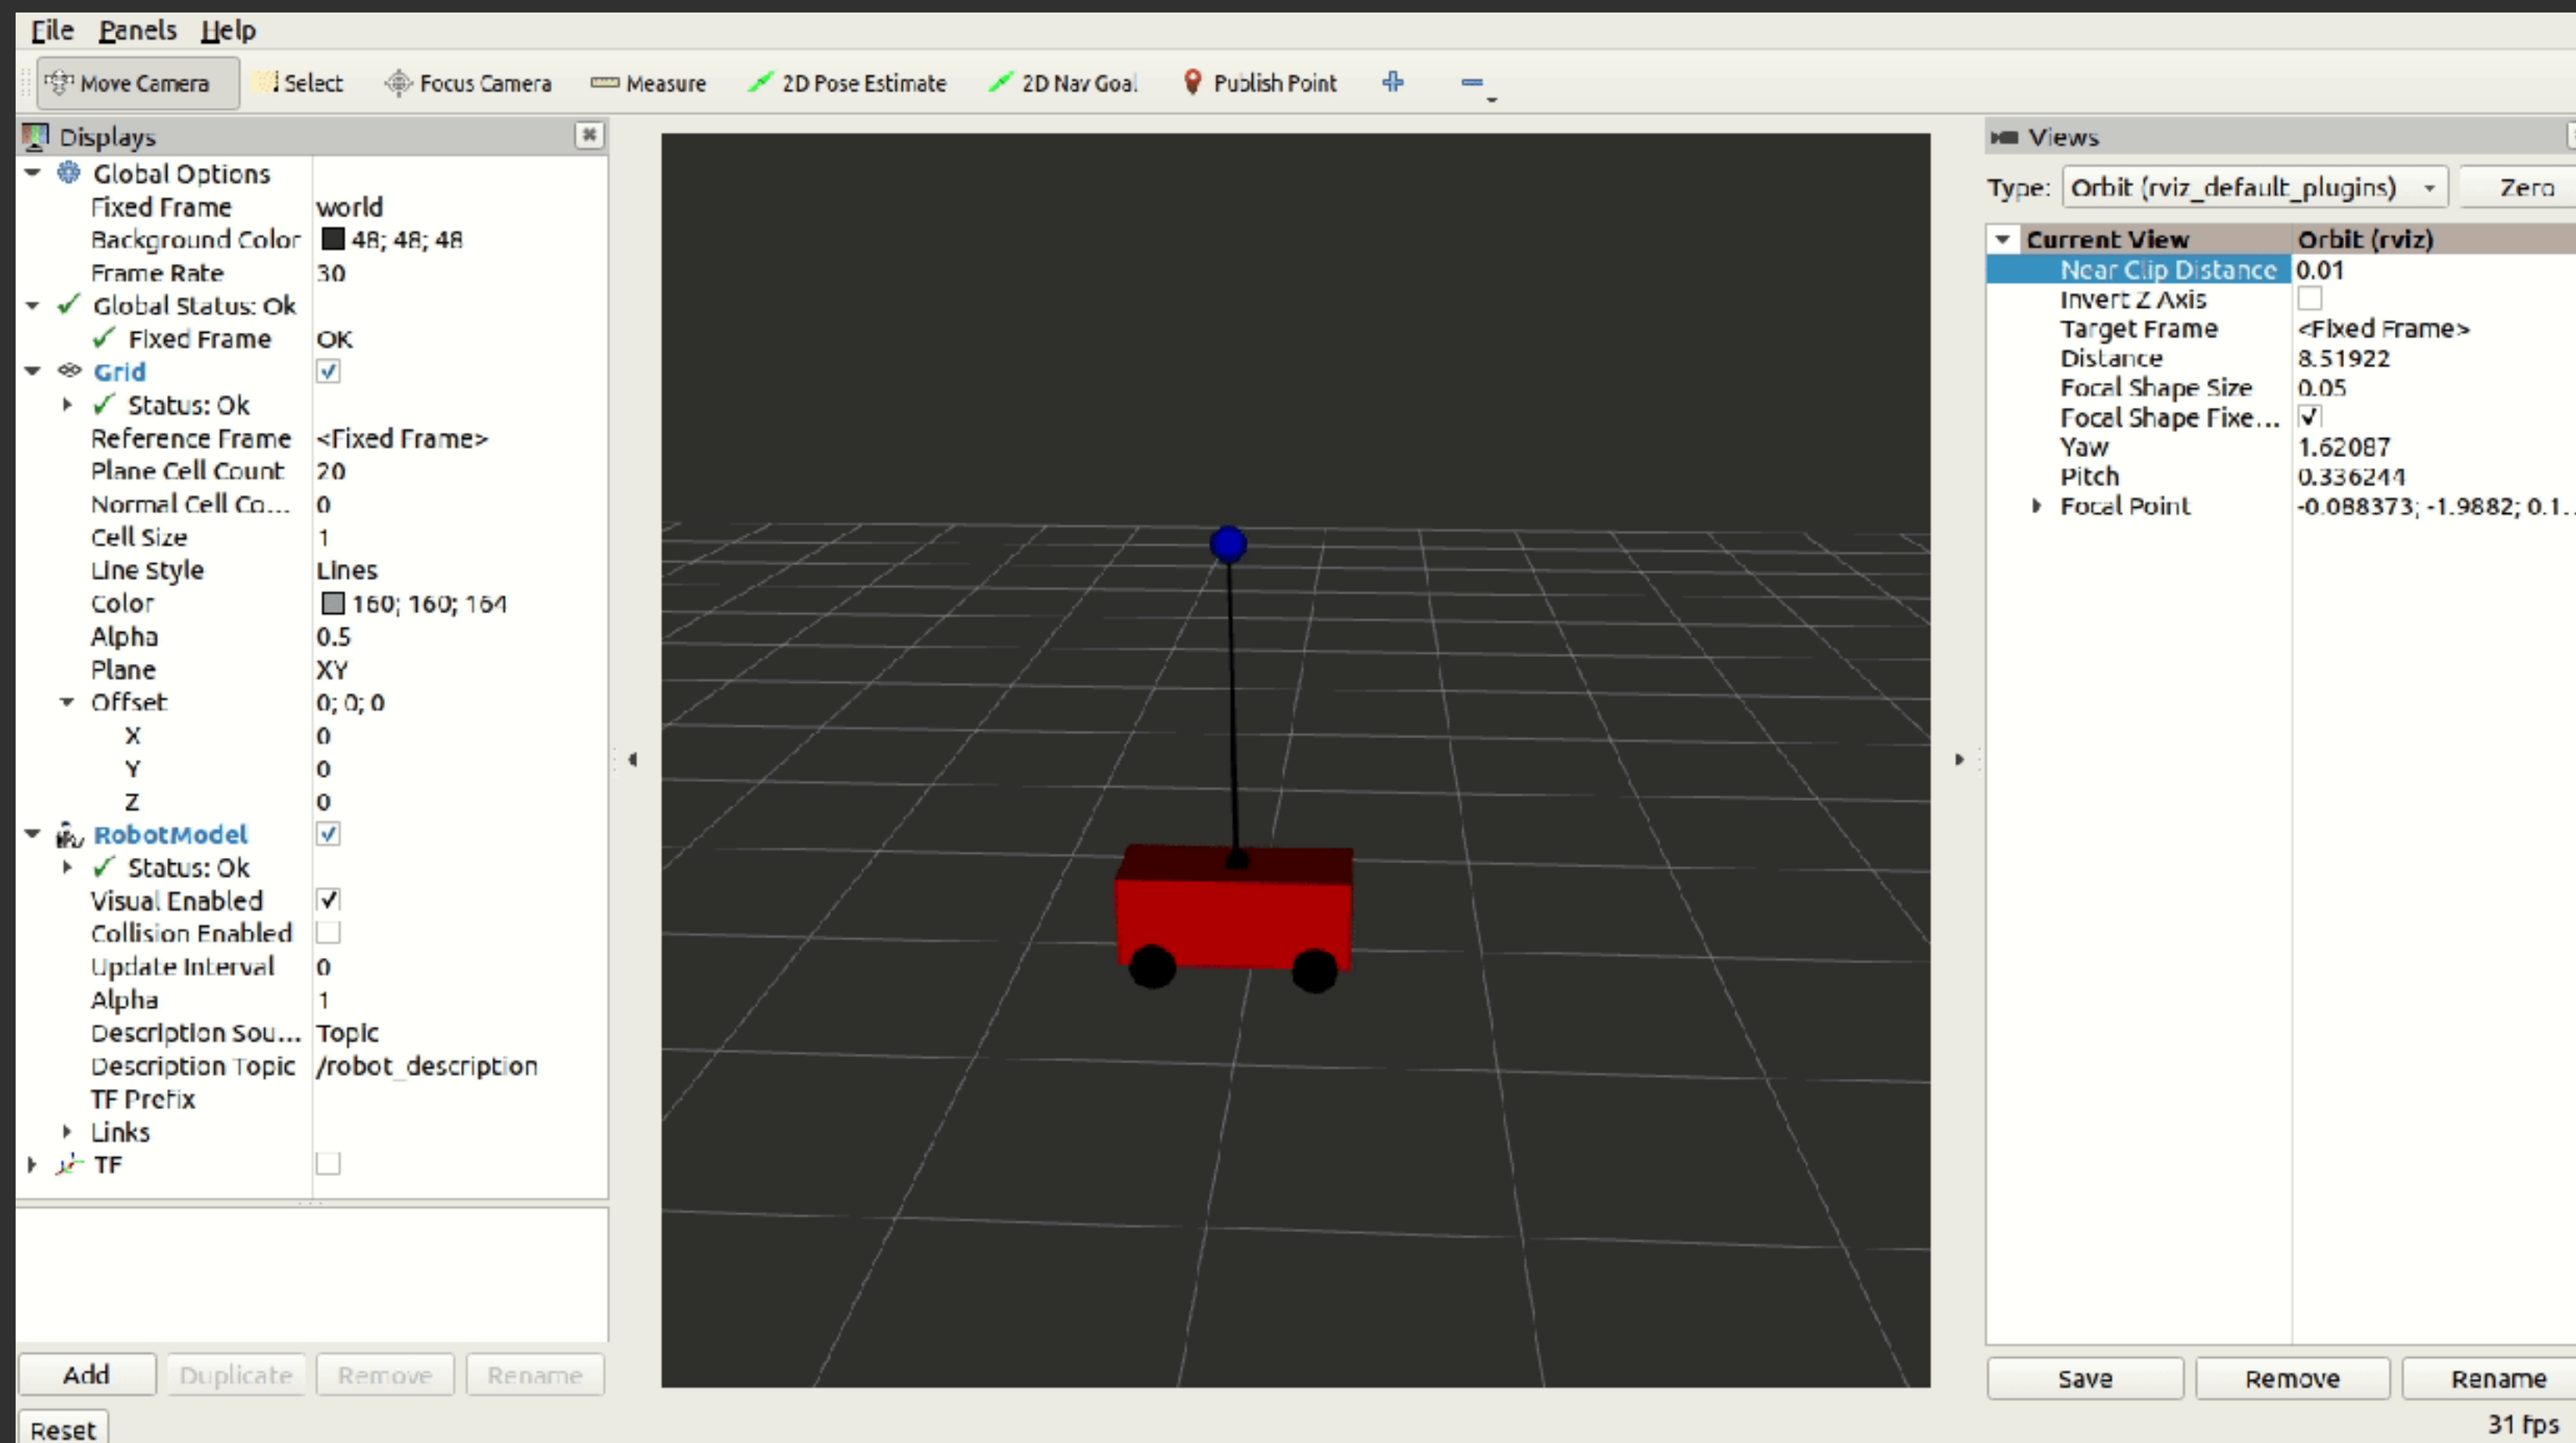 File Panels Help
Move Camera Select Focus Camera Measure 2D Pose Estimate 2D Nav Goal Publish Point
Displays
Global Options
Fixed Frame world
Background Color 48; 48; 48
Frame Rate 30
Global Status: Ok
Fixed Frame OK
Grid
Status: Ok
Reference Frame <Fixed Frame>
Plane Cell Count 20
Normal Cell Co... 0
Cell Size 1
Line Style Lines
Color 160; 160; 164
Alpha 0.5
Plane XY
Offset 0; 0; 0
X 0
Y 0
Z 0
RobotModel
Status: Ok
Visual Enabled
Collision Enabled
Update Interval 0
Alpha 1
Description Sou... Topic
Description Topic /robot_description
TF Prefix
Links
TF
Add Duplicate Remove Rename
Reset
Views
Type: Orbit (rviz_default_plugins) Zero
Current View Orbit (rviz)
Near Clip Distance 0.01
Invert Z Axis
Target Frame <Fixed Frame>
Distance 8.51922
Focal Shape Size 0.05
Focal Shape Fixe...
Yaw 1.62087
Pitch 0.336244
Focal Point -0.088373; -1.9882; 0.1...
Save Remove Rename
31 fps